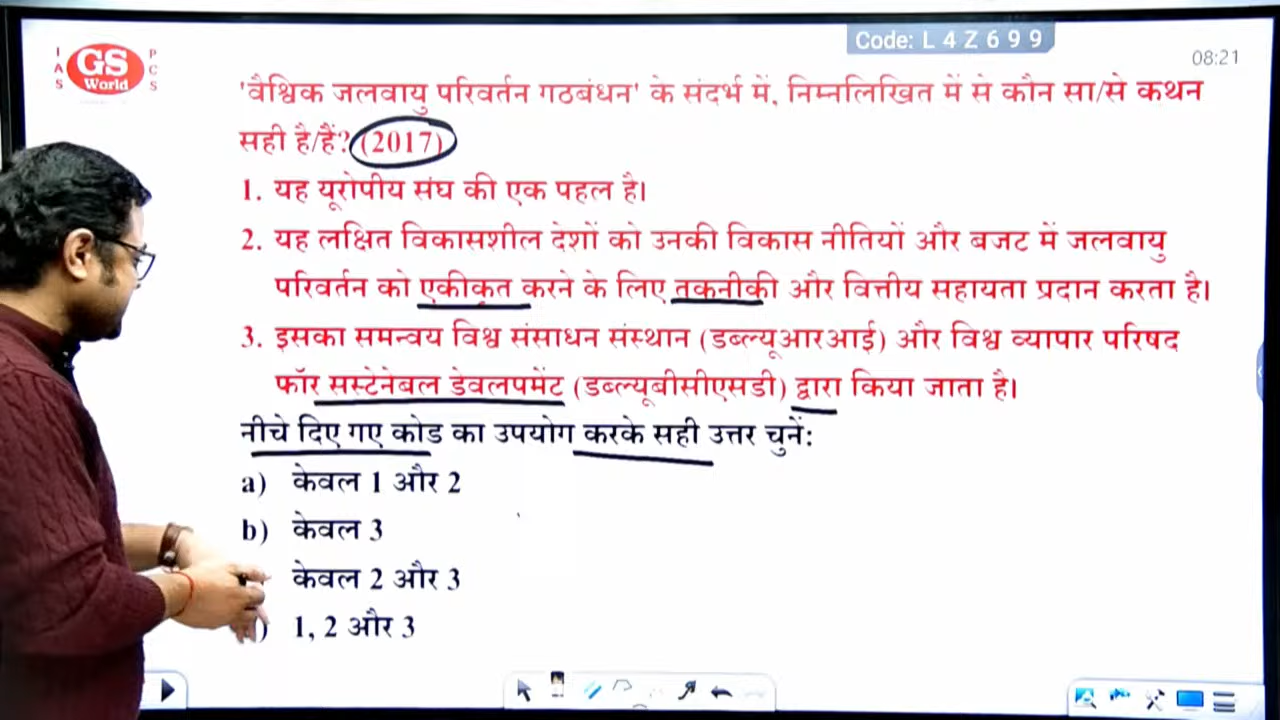 Code: L 4 Z 6 9 9
08:21
I A S
GS
World
P C S
'वैश्विक जलवायु परिवर्तन गठबंधन' के संदर्भ में, निम्नलिखित में से कौन सा/से कथन
सही है/हैं? (2017)
1. यह यूरोपीय संघ की एक पहल है।
2. यह लक्षित विकासशील देशों को उनकी विकास नीतियों और बजट में जलवायु
परिवर्तन को एकीकृत करने के लिए तकनीकी और वित्तीय सहायता प्रदान करता है।
3. इसका समन्वय विश्व संसाधन संस्थान (डब्ल्यूआरआई) और विश्व व्यापार परिषद
फॉर सस्टेनेबल डेवलपमेंट (डब्ल्यूबीसीएसडी) द्वारा किया जाता है।
नीचे दिए गए कोड का उपयोग करके सही उत्तर चुनें:
a) केवल 1 और 2
b) केवल 3
केवल 2 और 3
) 1, 2 और 3